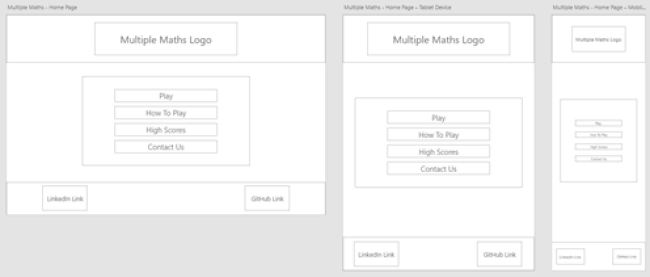 Multiple Maths - Home Page
Multiple Maths Logo
Play
How To Play
High Scores
Contact Us
LinkedIn Link
GitHub Link
Multiple Maths - Home Page – Tablet Device
Multiple Maths Logo
Play
How To Play
High Scores
Contact Us
LinkedIn Link
GitHub Link
Multiple Maths - Home Page – Mobil...
Multiple Maths Logo
Play
How To Play
High Scores
Contact Us
LinkedIn Link
GitHub Link